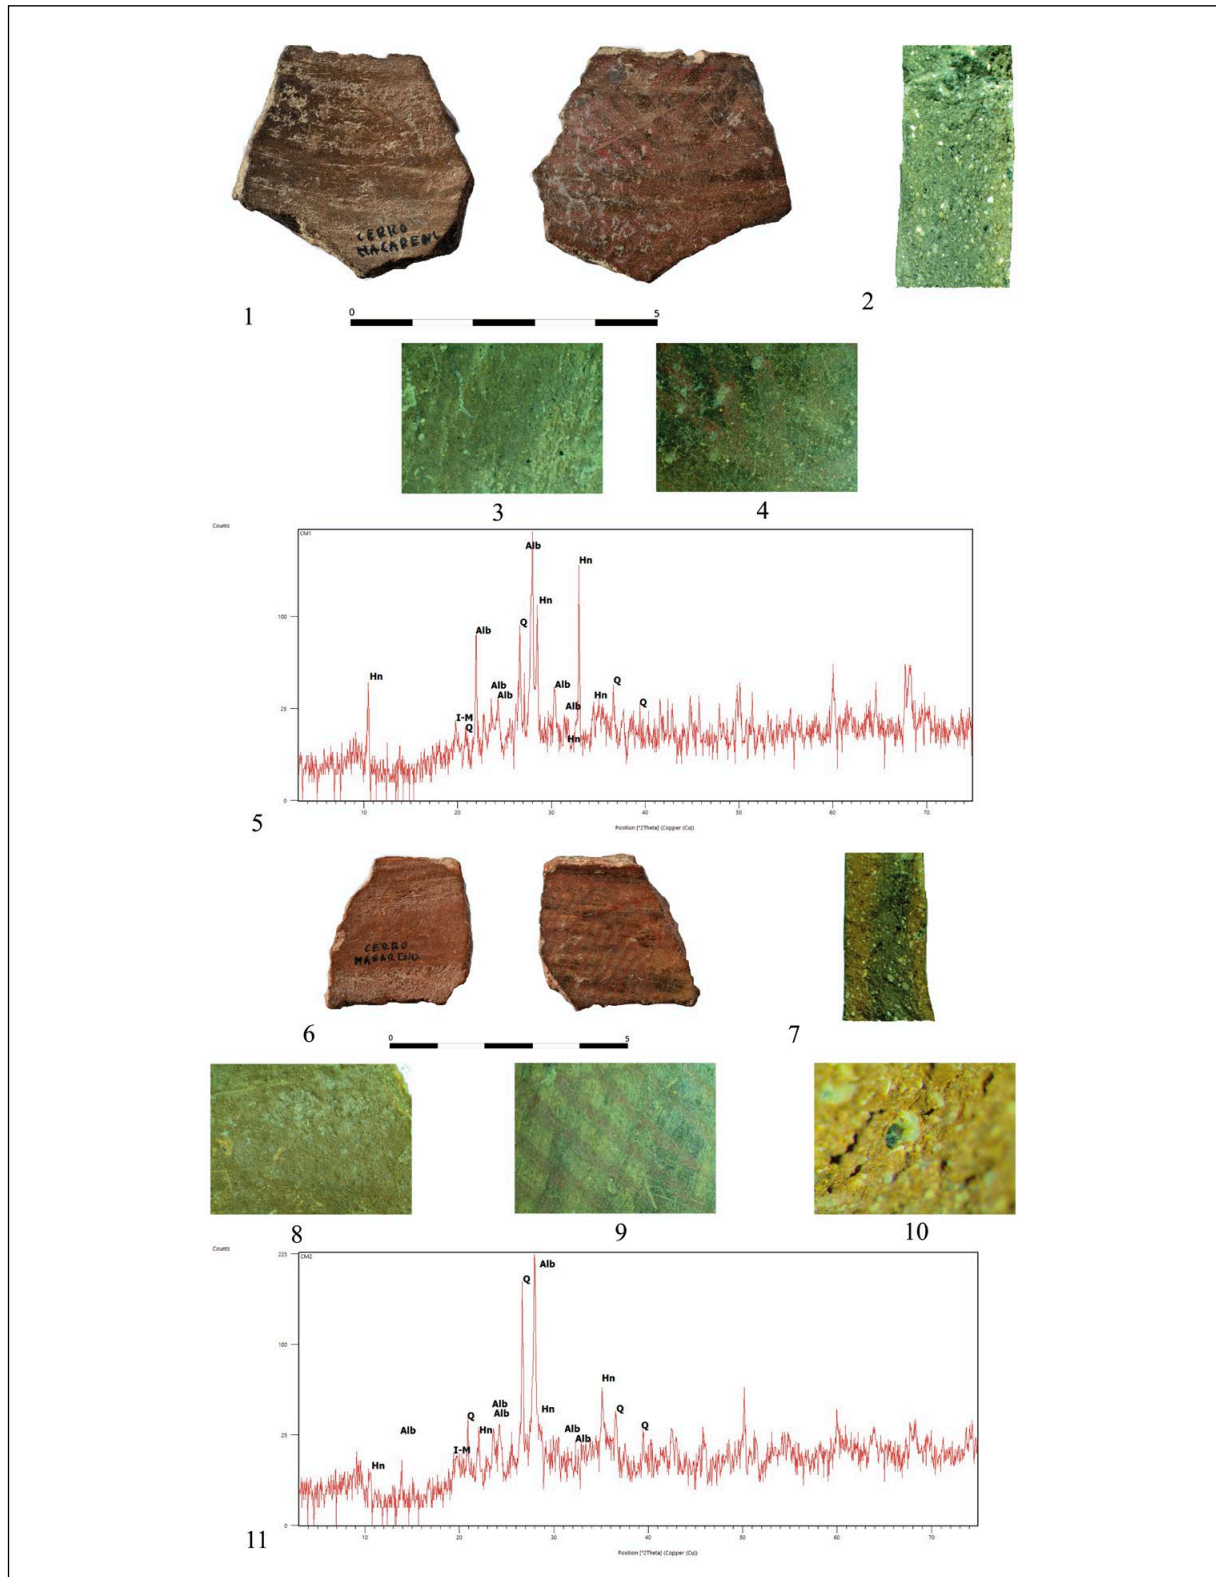 CERRO
MACAREN
1
0 5
2
3
4
Counts
CM1
Alb
Hn
Hn
Q
Alb
Hn
Alb
Alb
Alb
Q
I-M
Q
Alb
Hn
Q
Hn
100
25
0
10 20 30 40 50 60 70
Position [°2Theta] (Copper (Cu))
5
CERRO
MACARENO
6
0 5
7
8
9
10
Counts
CM2
225
Alb
Q
100
Hn
Alb
Alb
Alb
Q
Hn
Hn
Q
Alb
Alb
Q
I-M
Hn
25
0
10 20 30 40 50 60 70
Position [°2Theta] (Copper (Cu))
11